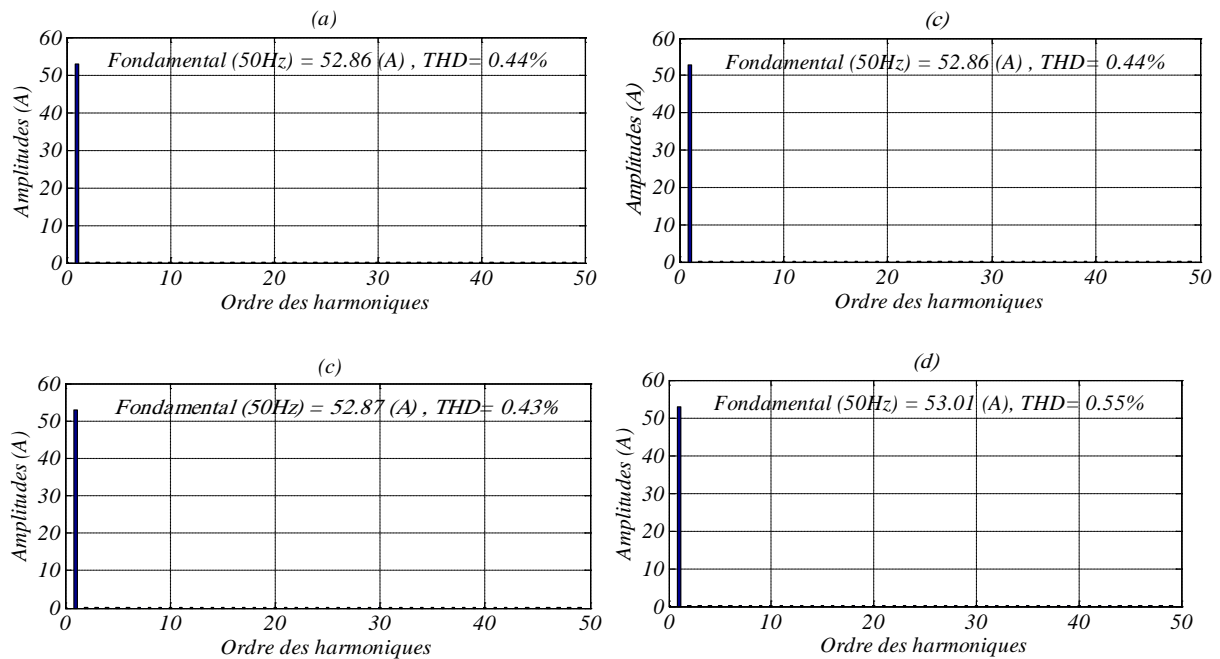 (a)
Fondamental (50Hz) = 52.86 (A) , THD= 0.44%
Amplitudes (A)
60
50
40
30
20
10
0
0 10 20 30 40 50
Ordre des harmoniques
(c)
Fondamental (50Hz) = 52.86 (A) , THD= 0.44%
Amplitudes (A)
60
50
40
30
20
10
0
0 10 20 30 40 50
Ordre des harmoniques
(c)
Fondamental (50Hz) = 52.87 (A) , THD= 0.43%
Amplitudes (A)
60
50
40
30
20
10
0
0 10 20 30 40 50
Ordre des harmoniques
(d)
Fondamental (50Hz) = 53.01 (A), THD= 0.55%
Amplitudes (A)
60
50
40
30
20
10
0
0 10 20 30 40 50
Ordre des harmoniques